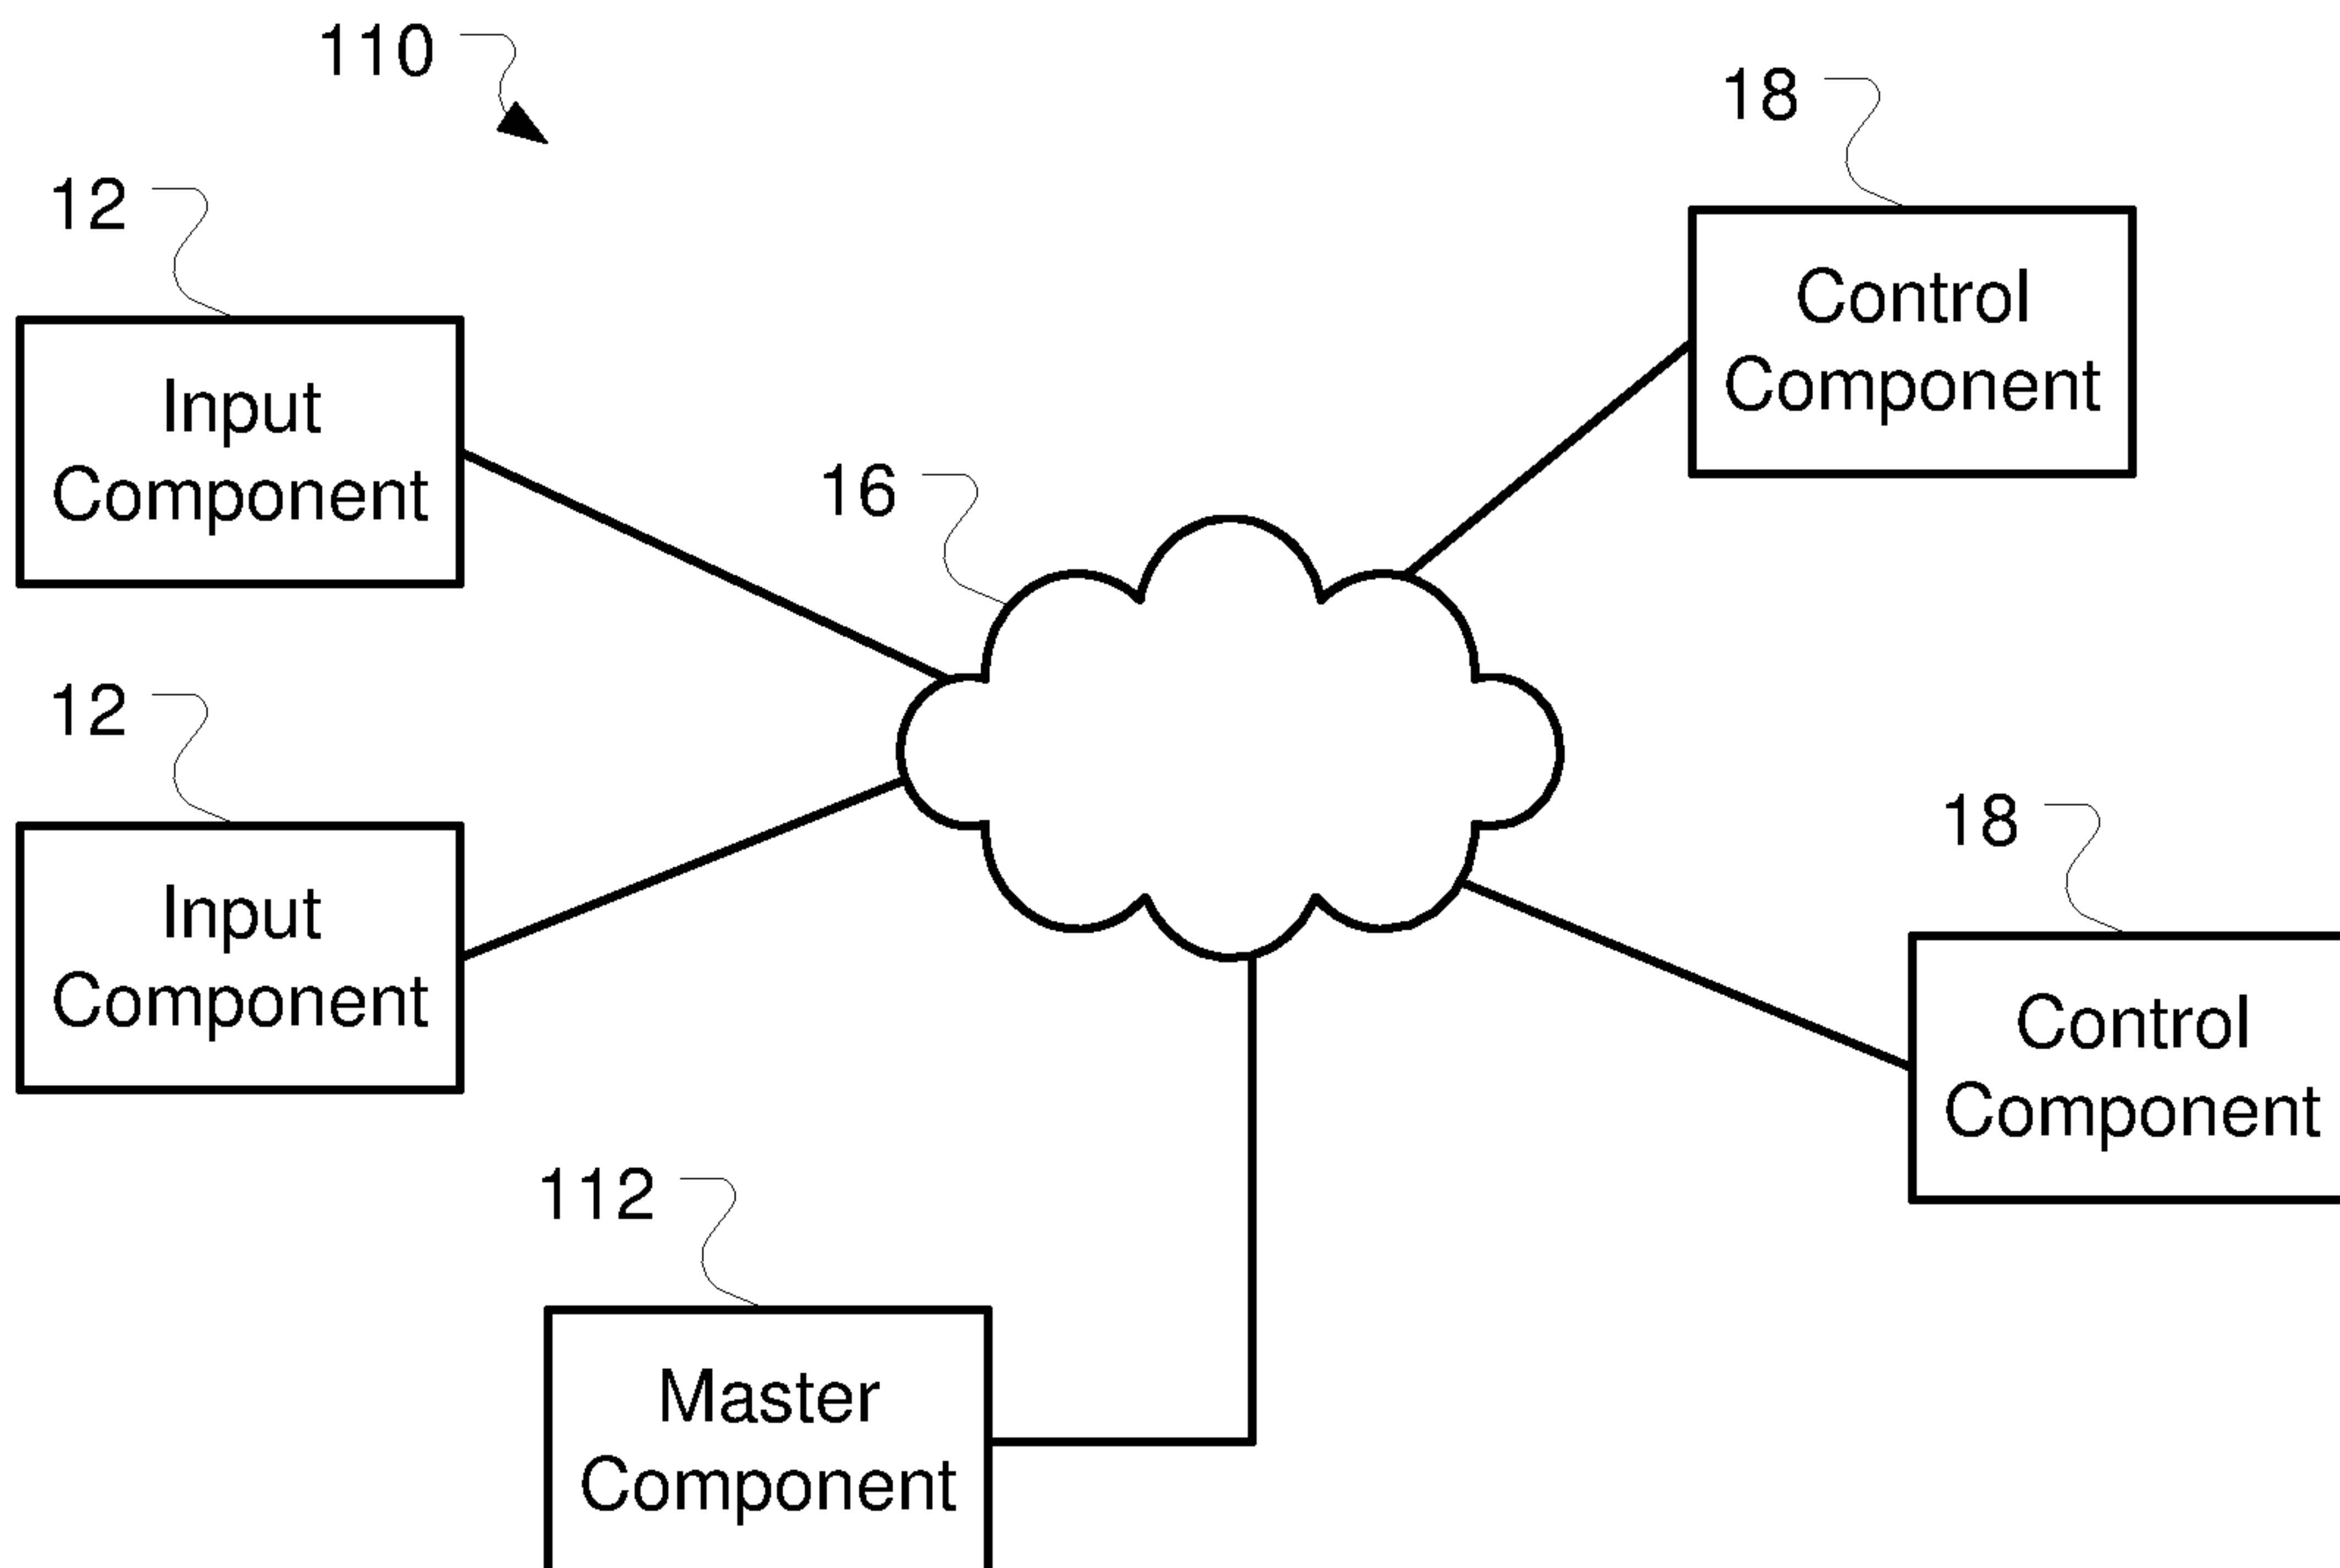 110
18
12
Control
Component
Input
Component
16
12
18
Input
Component
Control
Component
112
Master
Component